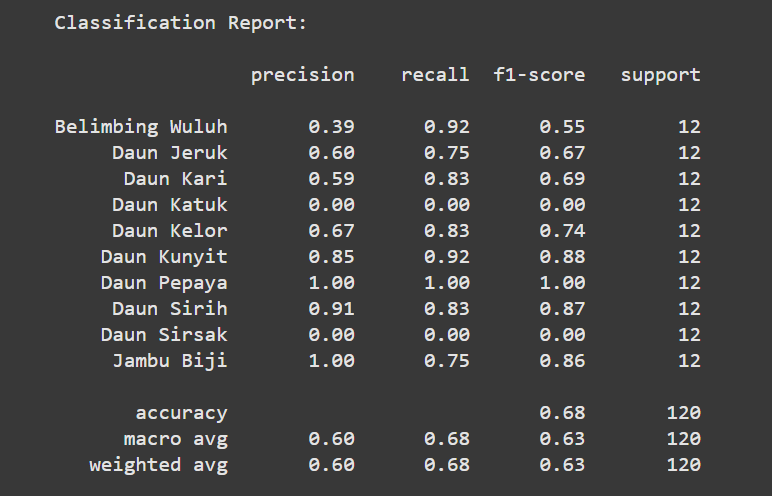 Classification Report:
precision recall f1-score support
Belimbing Wuluh 0.39 0.92 0.55 12
Daun Jeruk 0.60 0.75 0.67 12
Daun Kari 0.59 0.83 0.69 12
Daun Katuk 0.00 0.00 0.00 12
Daun Kelor 0.67 0.83 0.74 12
Daun Kunyit 0.85 0.92 0.88 12
Daun Pepaya 1.00 1.00 1.00 12
Daun Sirih 0.91 0.83 0.87 12
Daun Sirsak 0.00 0.00 0.00 12
Jambu Biji 1.00 0.75 0.86 12
accuracy 0.68 120
macro avg 0.60 0.68 0.63 120
weighted avg 0.60 0.68 0.63 120